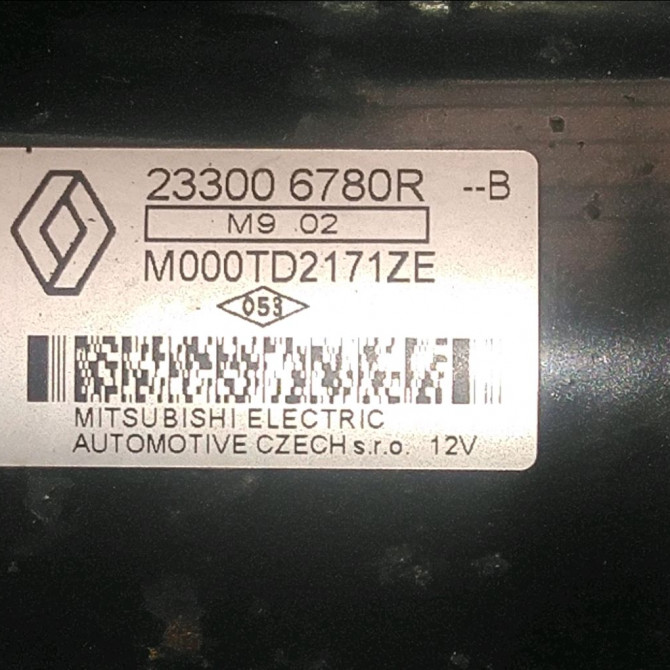 23300 6780R --B
M9 .02
M000TD2171ZE
053
MITSUBISHI ELECTRIC
AUTOMOTIVE CZECH s.r.o. 12V